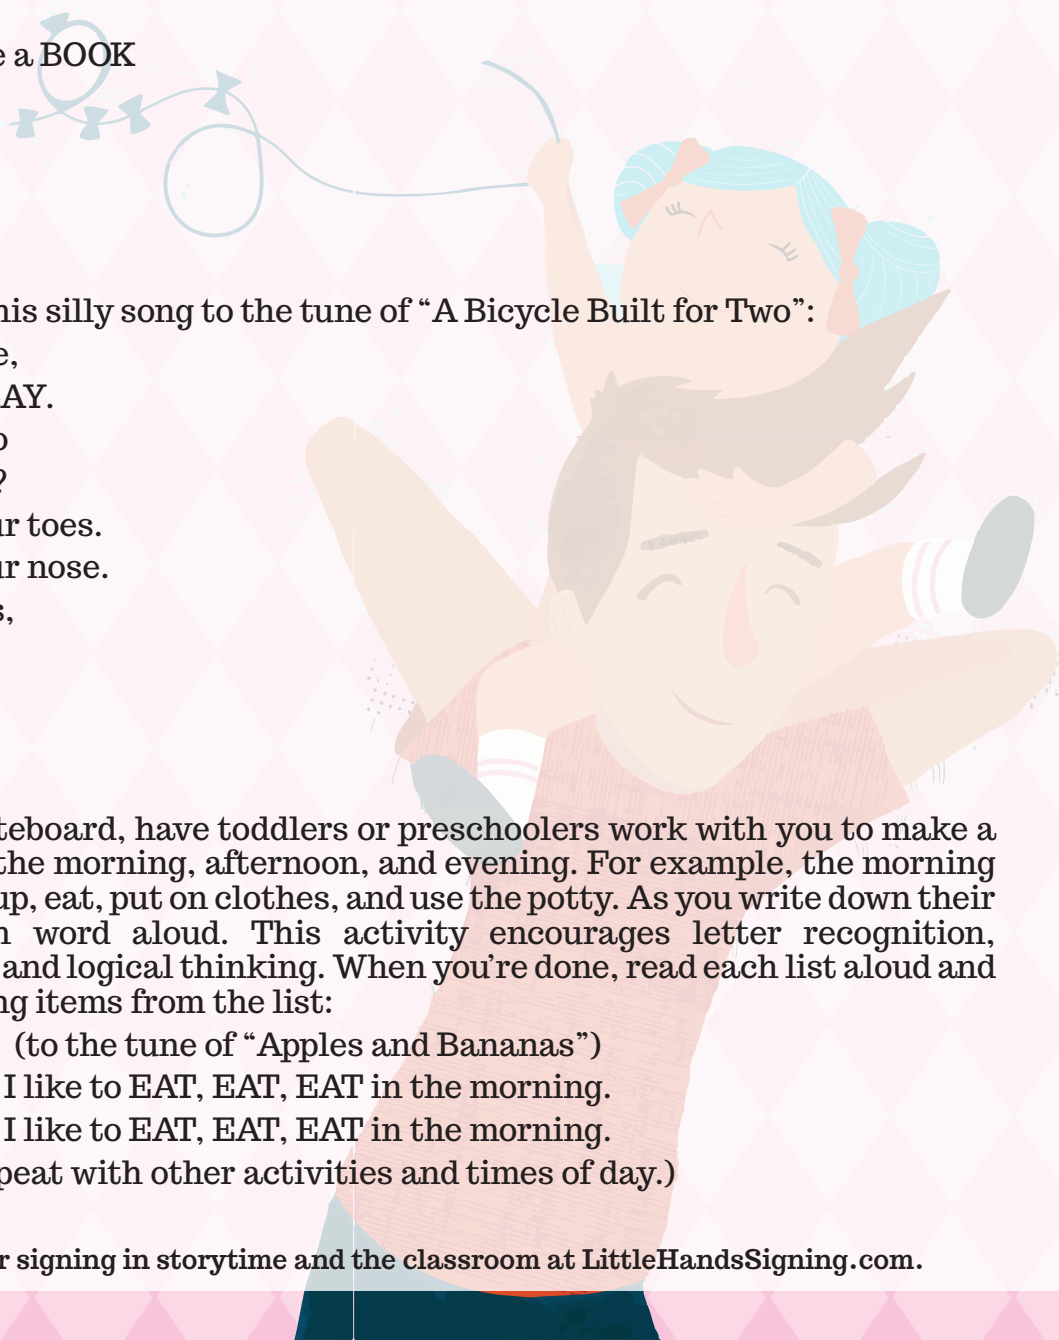 e a BOOK
his silly song to the tune of “A Bicycle Built for Two”:
e,
AY.
o
?
ur toes.
ur nose.
s,
teboard, have toddlers or preschoolers work with you to make a
the morning, afternoon, and evening. For example, the morning
up, eat, put on clothes, and use the potty. As you write down their
n word aloud. This activity encourages letter recognition,
and logical thinking. When you’re done, read each list aloud and
ng items from the list:
(to the tune of “Apples and Bananas”)
I like to EAT, EAT, EAT in the morning.
I like to EAT, EAT, EAT in the morning.
peat with other activities and times of day.)
r signing in storytime and the classroom at LittleHandsSigning.com.